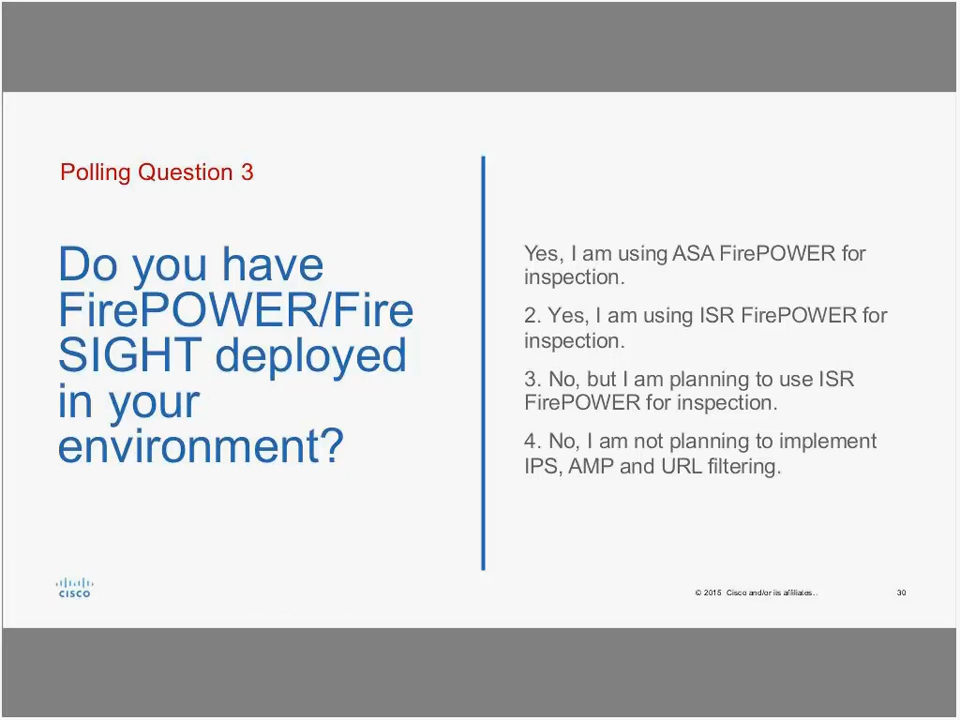 Polling Question 3
Do you have
FirePOWER/Fire
SIGHT deployed
in your
environment?
Yes, I am using ASA FirePOWER for
inspection.
2. Yes, I am using ISR FirePOWER for
inspection.
3. No, but I am planning to use ISR
FirePOWER for inspection.
4. No, I am not planning to implement
IPS, AMP and URL filtering.
CISCO
© 2015 Cisco and/or its affiliates..
30